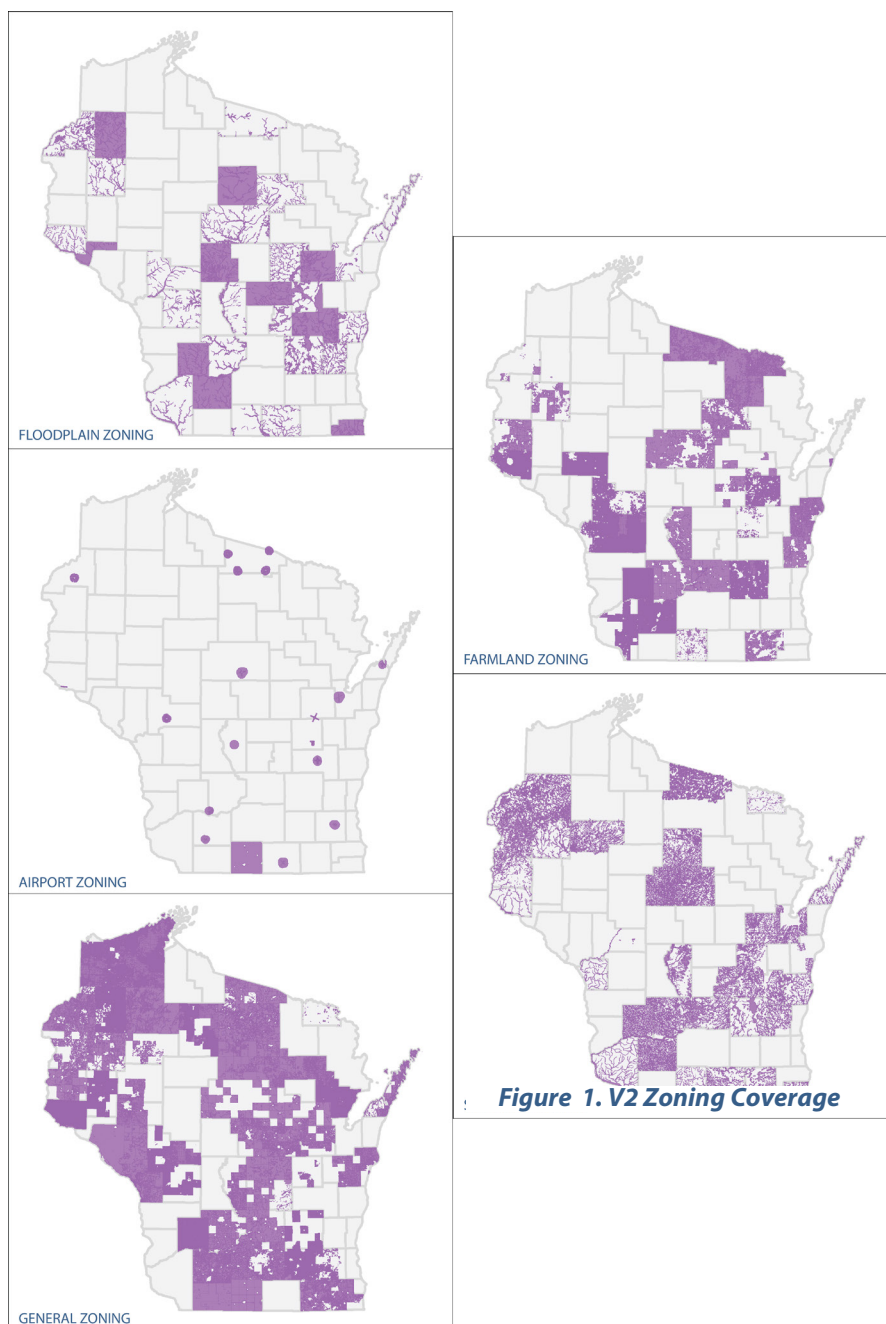 FLOODPLAIN ZONING
AIRPORT ZONING
GENERAL ZONING
FARMLAND ZONING
Figure 1. V2 Zoning Coverage